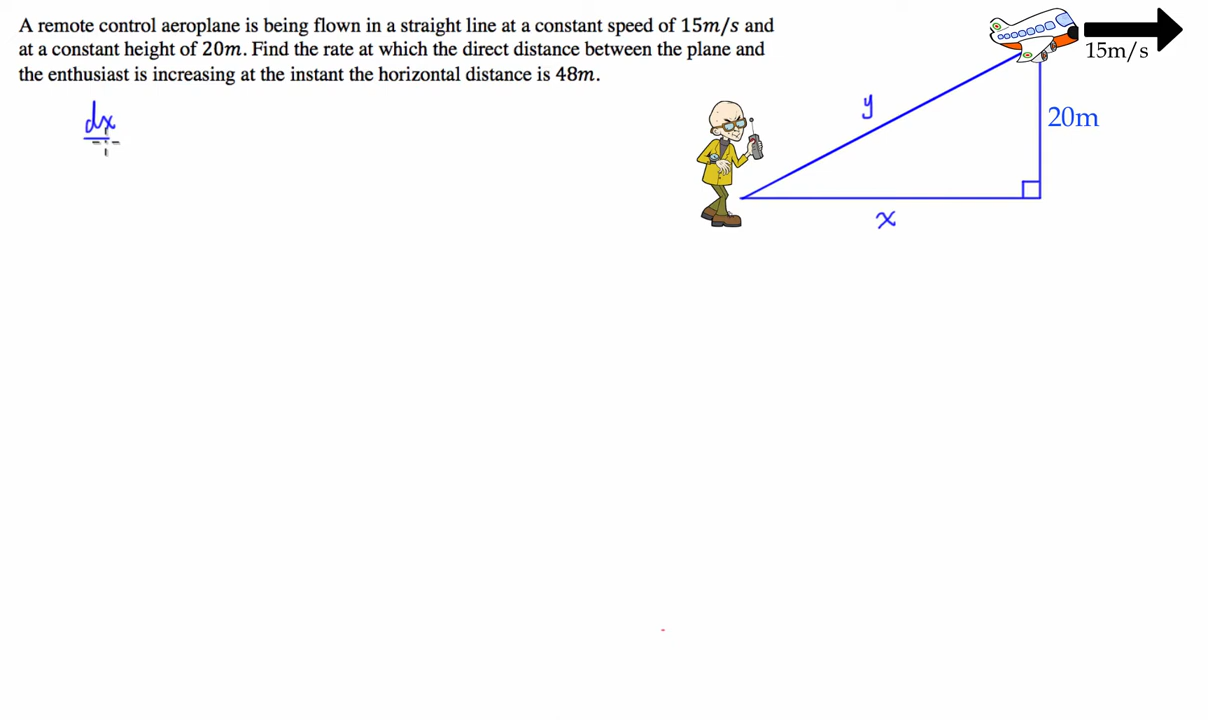 A remote control aeroplane is being flown in a straight line at a constant speed of 15m/s and
at a constant height of 20m. Find the rate at which the direct distance between the plane and
the enthusiast is increasing at the instant the horizontal distance is 48m.
15m/s
dx
y
20m
x